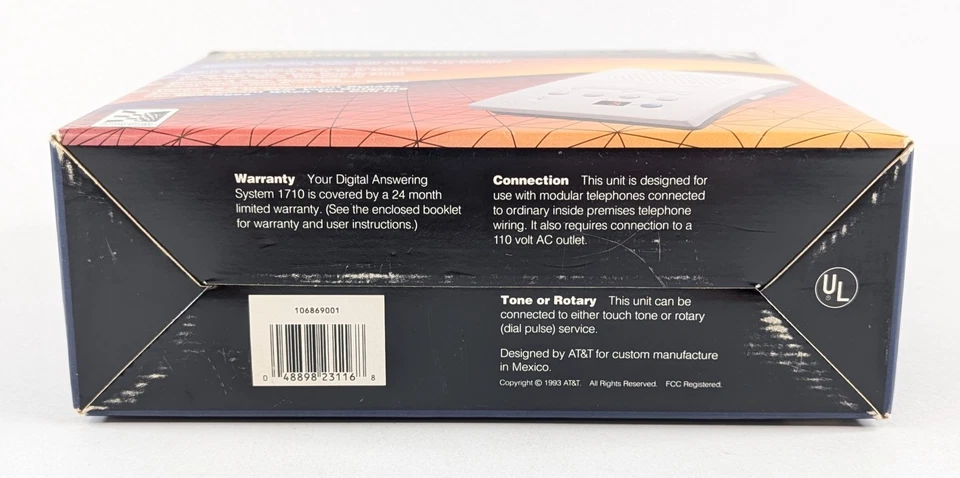 Warranty Your Digital Answering
System 1710 is covered by a 24 month
limited warranty. (See the enclosed booklet
for warranty and user instructions.)
Connection This unit is designed for
use with modular telephones connected
to ordinary inside premises telephone
wiring. It also requires connection to a
110 volt AC outlet.
UL
®
106869001
0 48898 23116 8
Tone or Rotary This unit can be
connected to either touch tone or rotary
(dial pulse) service.
Designed by AT&T for custom manufacture
in Mexico.
Copyright © 1993 AT&T. All Rights Reserved. FCC Registered.